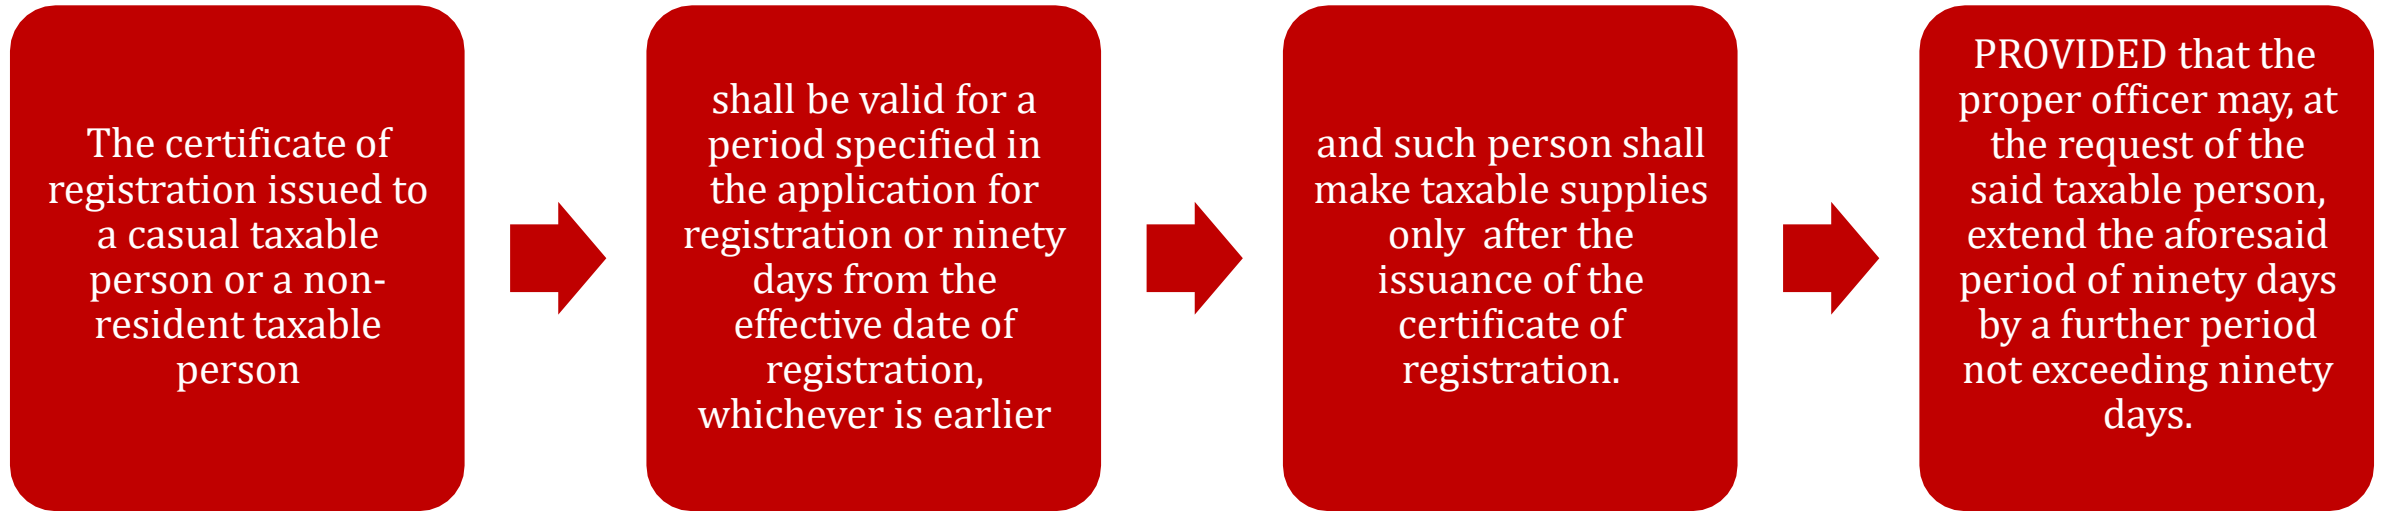 The certificate of
registration issued to
a casual taxable
person or a non-
resident taxable
person
shall be valid for a
period specified in
the application for
registration or ninety
days from the
effective date of
registration,
whichever is earlier
and such person shall
make taxable supplies
only after the
issuance of the
certificate of
registration.
PROVIDED that the
proper officer may, at
the request of the
said taxable person,
extend the aforesaid
period of ninety days
by a further period
not exceeding ninety
days.